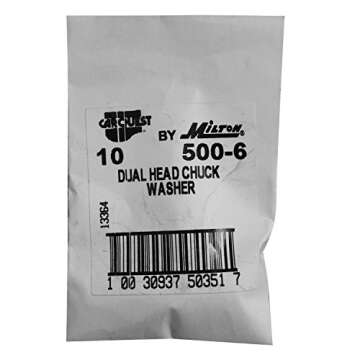 CARQUEST BY MILTON®
10 500-6
DUAL HEAD CHUCK
WASHER
13364
1 00 30937 50351 7